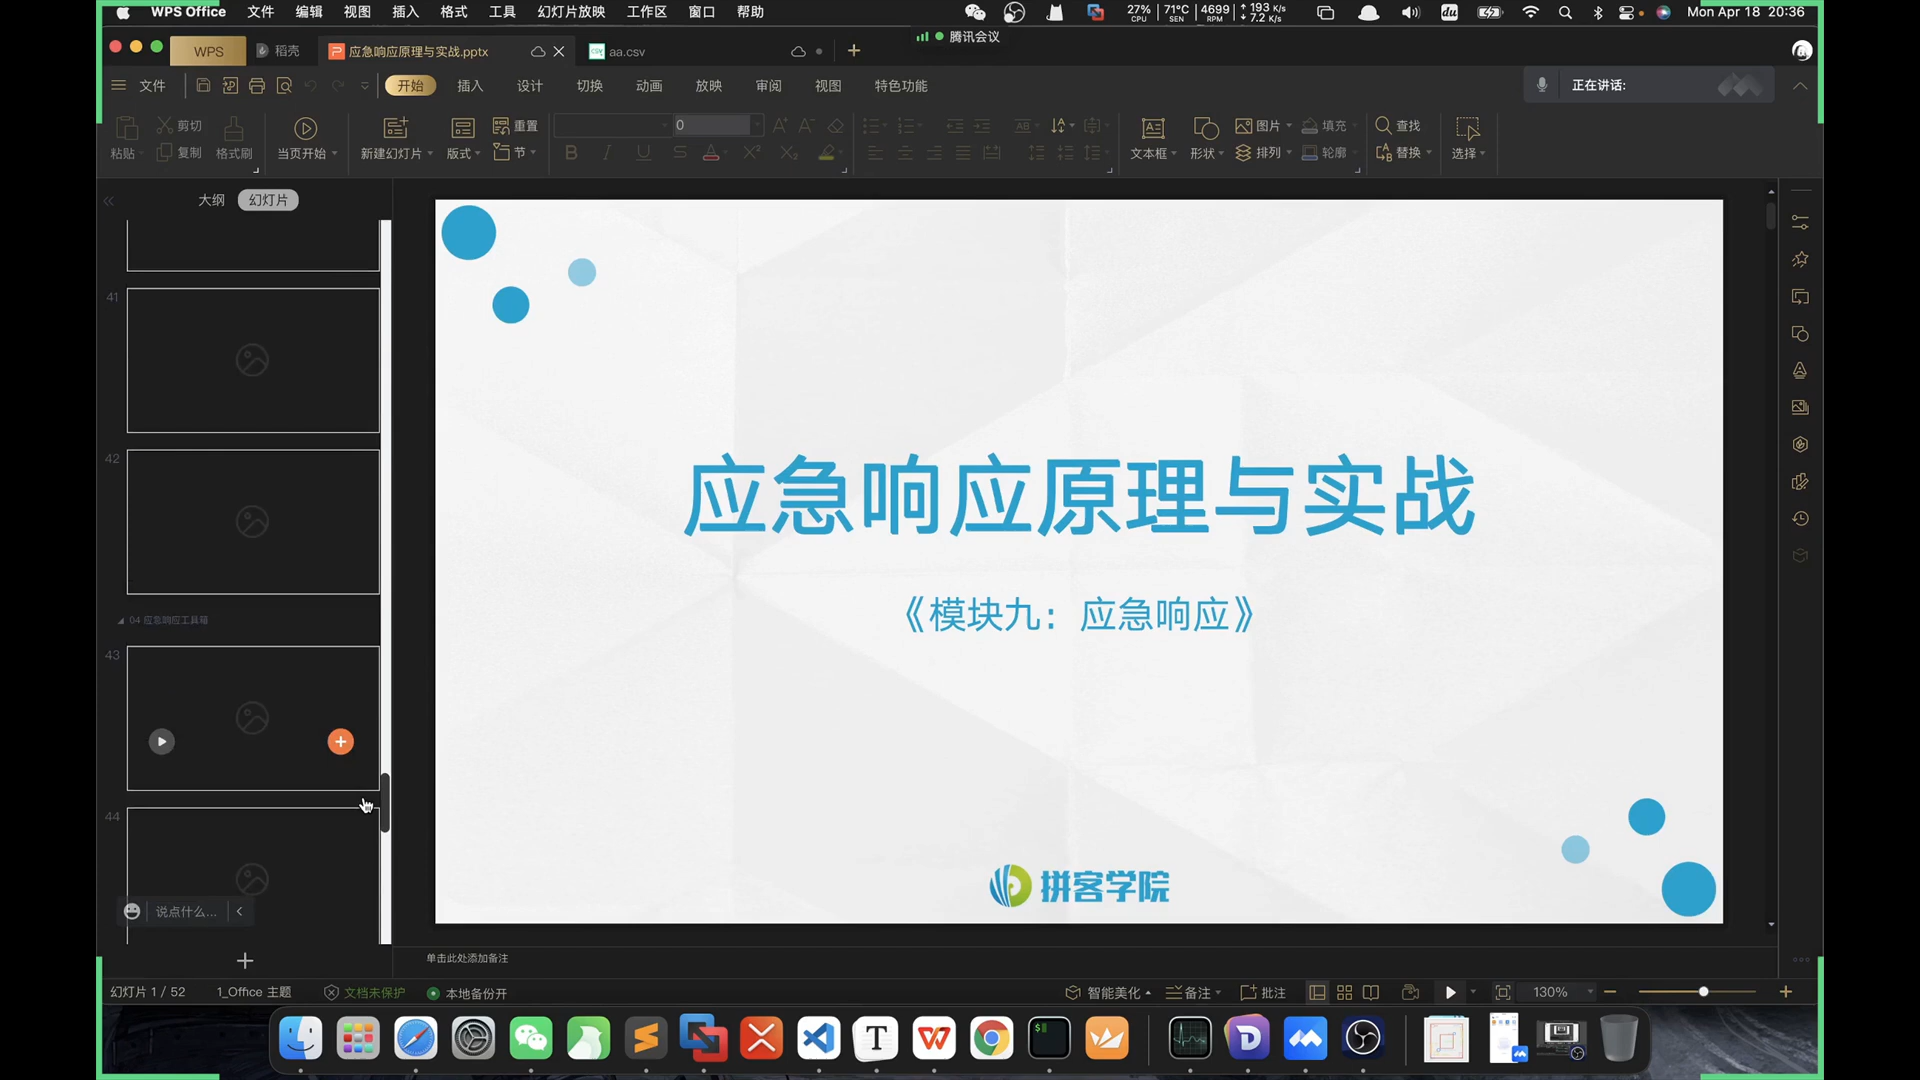 WPS Office 文件 编辑 视图 插入 格式 工具 幻灯片放映 工作区 窗口 帮助
27% CPU 71°C SEN 4699 RPM 193 K/s 7.2 K/s du Mon Apr 18 20:36
腾讯会议
WPS 稻壳 应急响应原理与实战.pptx aa.csv
文件 开始 插入 设计 切换 动画 放映 审阅 视图 特色功能
正在讲话:
粘贴 剪切 复制 格式刷 当页开始 新建幻灯片 版式 重置 节
0
文本框 形状 图片 排列 填充 轮廓 查找 替换 选择
大纲 幻灯片
41
42
04 应急响应工具箱
43
44
说点什么...
应急响应原理与实战
《模块九：应急响应》
拼客学院
单击此处添加备注
幻灯片 1 / 52 1_Office 主题 文档未保护 本地备份开 智能美化 备注 批注 130%